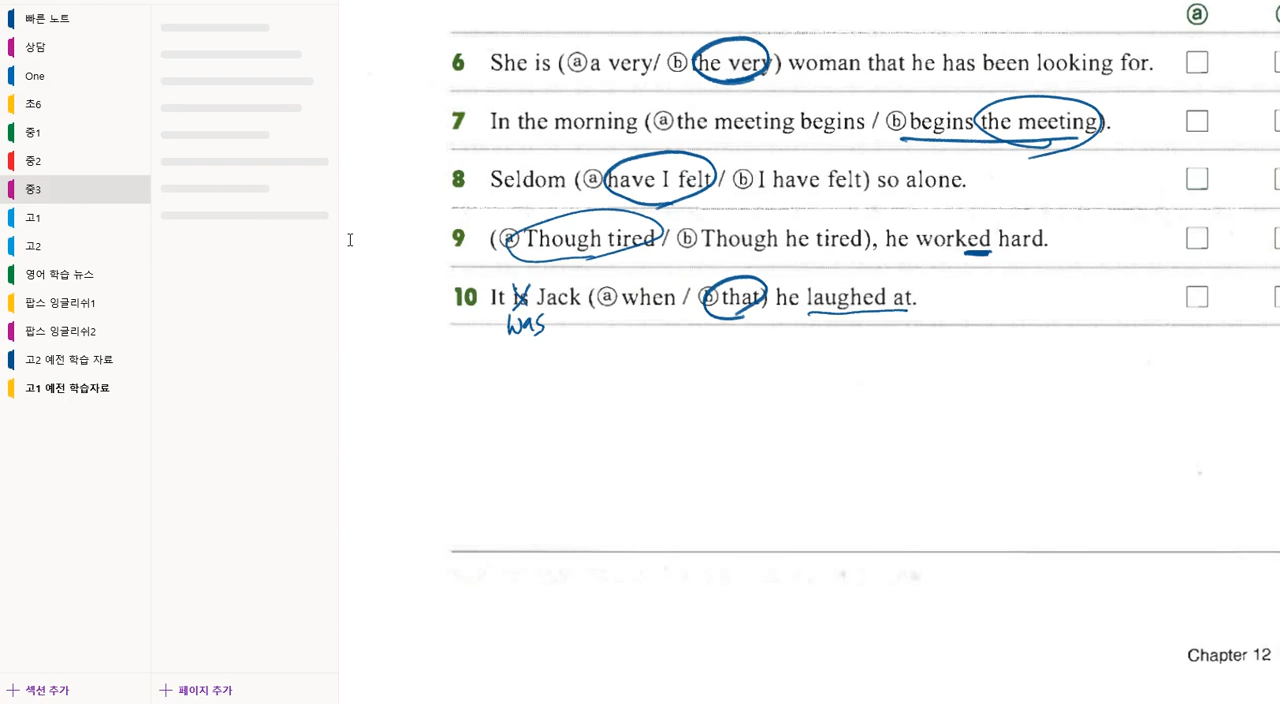 빠른 노트
상담
One
초6
중1
중2
중3
고1
고2
영어 학습 뉴스
팝스 잉글리쉬1
팝스 잉글리쉬2
고2 예전 학습 자료
고1 예전 학습자료
섹션 추가
페이지 추가
ⓐ
6 She is (ⓐa very/ ⓑ the very) woman that he has been looking for.
7 In the morning (ⓐthe meeting begins / ⓑbegins the meeting).
8 Seldom (ⓐhave I felt / ⓑI have felt) so alone.
9 (ⓐThough tired / ⓑThough he tired), he worked hard.
10 It is Jack (ⓐwhen / ⓑthat) he laughed at.
was
Chapter 12